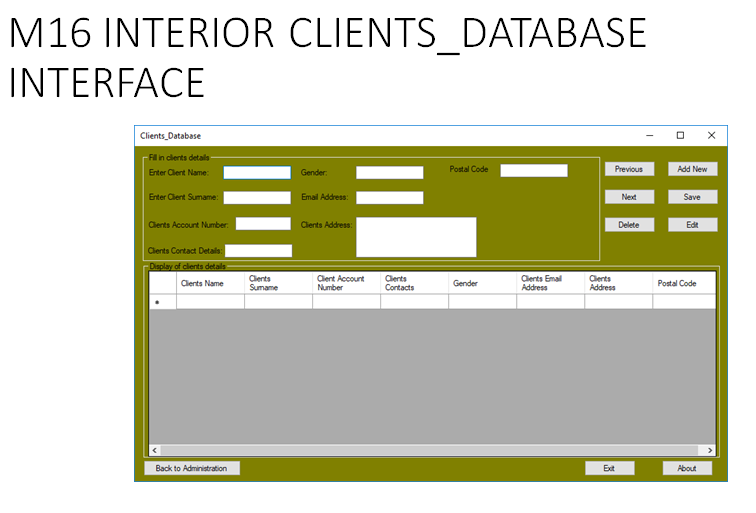 M16 INTERIOR CLIENTS_DATABASE
INTERFACE
Clients_Database
Fill in clients details
Enter Client Name:
Gender:
Postal Code
Previous
Add New
Enter Client Surname:
Email Address:
Next
Save
Clients Account Number:
Clients Address:
Delete
Edit
Clients Contact Details:
Display of clients details
Clients Name
Clients
Surname
Client Account
Number
Clients
Contacts
Gender
Clients Email
Address
Clients
Address
Postal Code
Back to Administration
Exit
About